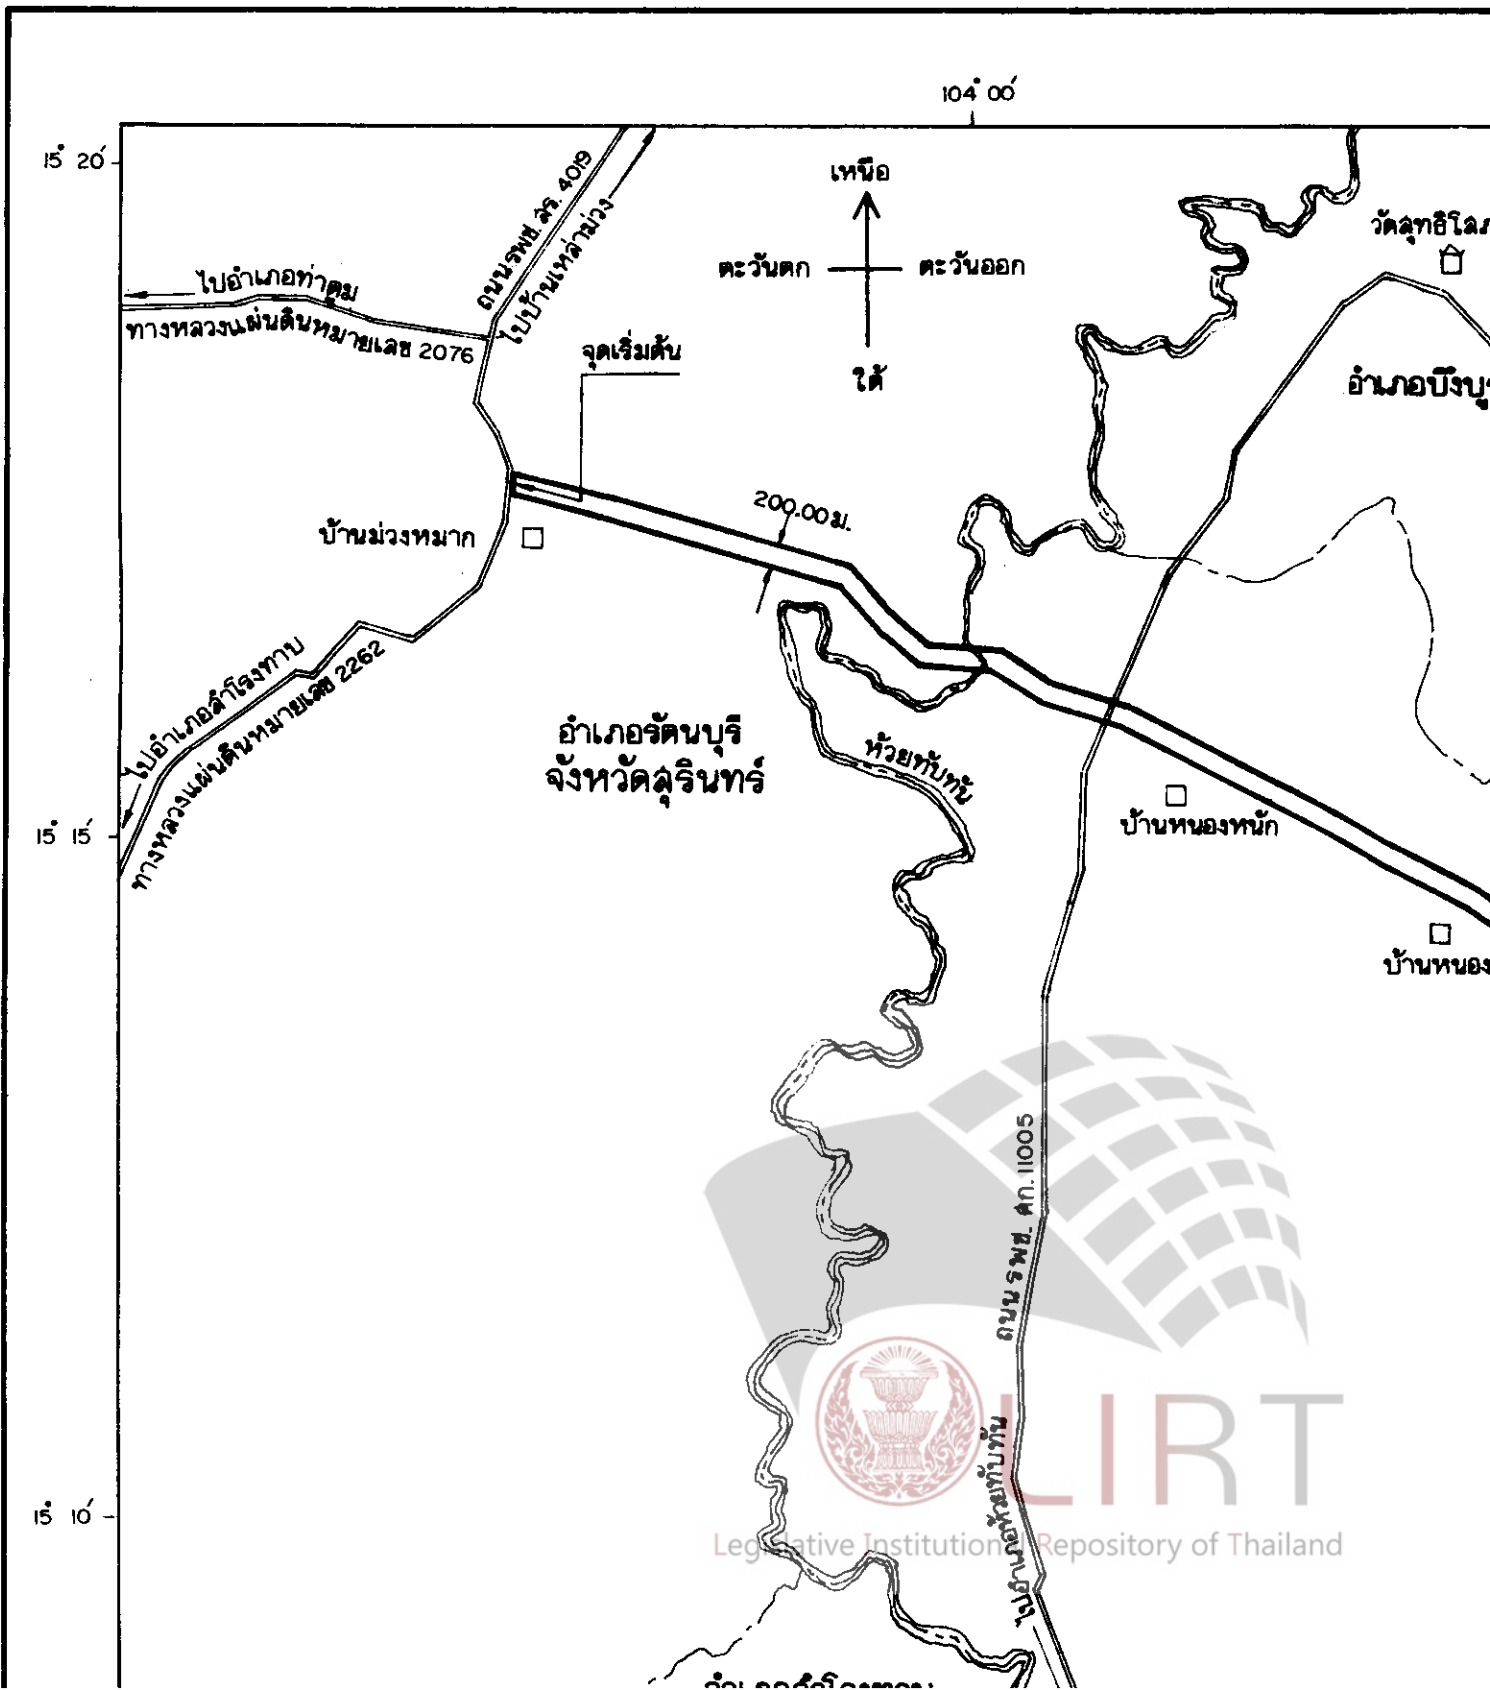 104° 00′
15° 20′
เหนือ
ตะวันตก
ตะวันออก
ใต้
ถนน รพช. สร. 4019
ไปบ้านเหล่าม่วง
ไปอำเภอท่าตูม
ทางหลวงแผ่นดินหมายเลข 2076
จุดเริ่มต้น
อำเภอบึงบู
200.00 ม.
บ้านม่วงหมาก
ไปอำเภอสำโรงทาบ
ทางหลวงแผ่นดินหมายเลข 2262
อำเภอรัตนบุรี
จังหวัดสุรินทร์
ห้วยทับทัน
15° 15′
บ้านหนองหนัก
บ้านหนอง
ถนน รพช. ศก. 11005
ไปอำเภอห้วยทับทัน
LIRT
15° 10′
Legislative Institutional Repository of Thailand